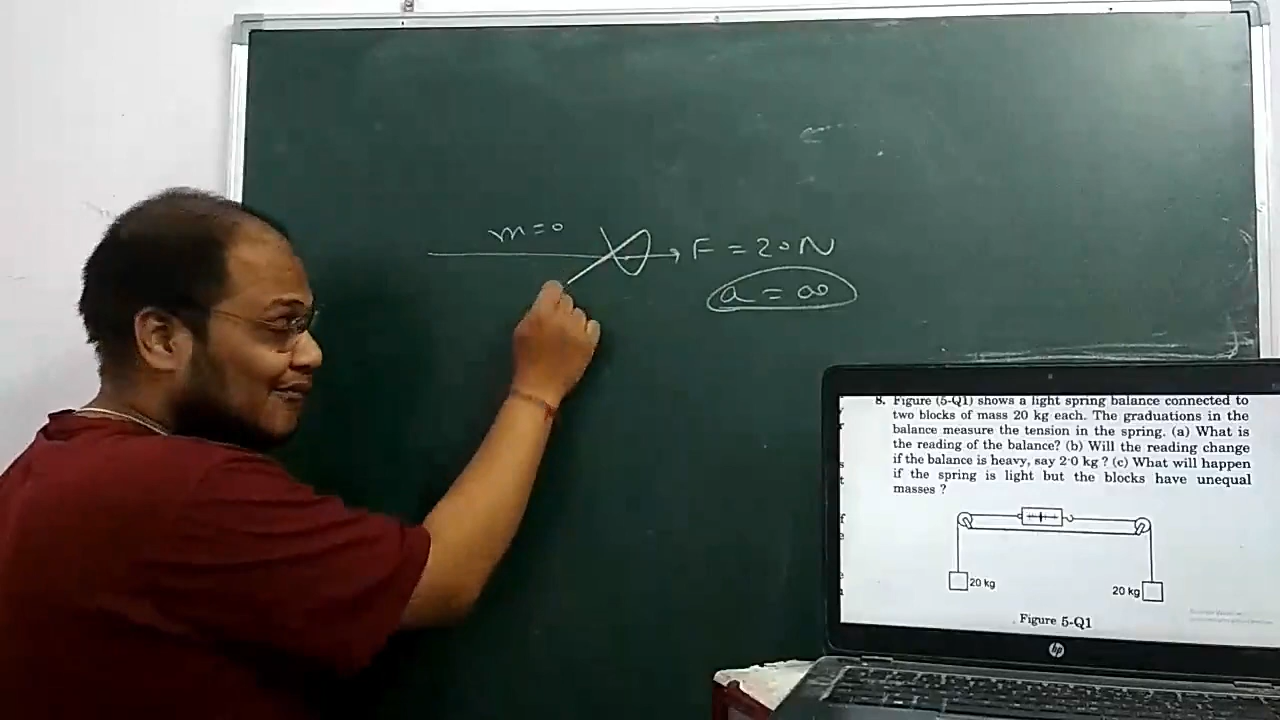 m=0
F = 20N
a = ∞
8. Figure (5-Q1) shows a light spring balance connected to
two blocks of mass 20 kg each. The graduations in the
balance measure the tension in the spring. (a) What is
the reading of the balance? (b) Will the reading change
if the balance is heavy, say 2·0 kg ? (c) What will happen
if the spring is light but the blocks have unequal
masses ?
20 kg
20 kg
Figure 5-Q1
hp